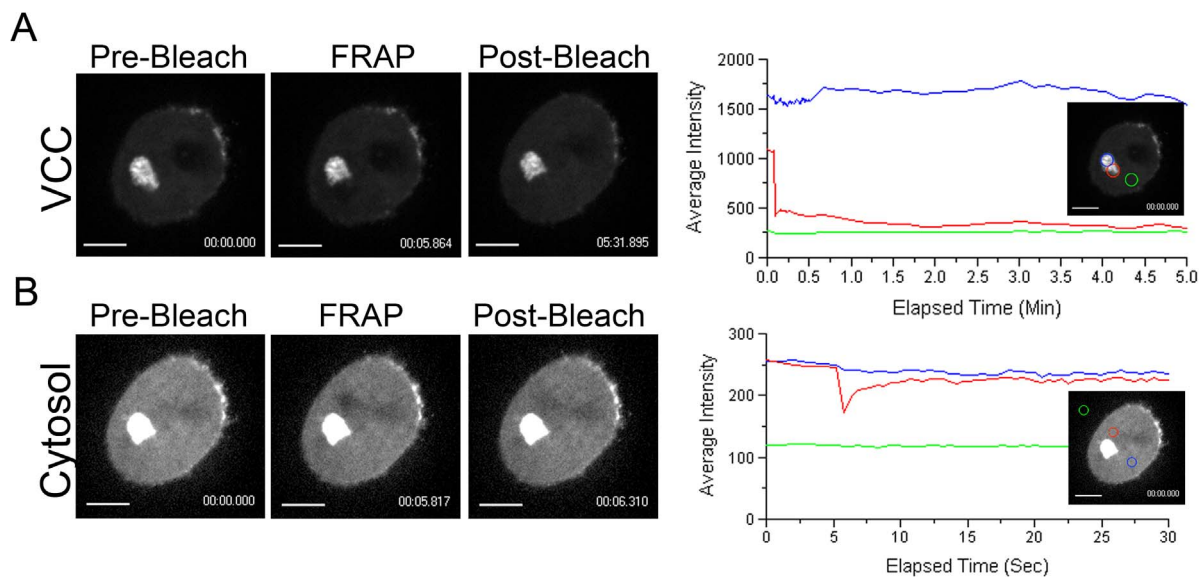 A
Pre-Bleach FRAP Post-Bleach
VCC
00:00.000
00:05.864
05:31.895
2000
1500
1000
500
0
Average Intensity
0.0 0.5 1.0 1.5 2.0 2.5 3.0 3.5 4.0 4.5 5.0
Elapsed Time (Min)
00:00.000
B
Pre-Bleach FRAP Post-Bleach
Cytosol
00:00.000
00:05.817
00:06.310
300
200
100
0
Average Intensity
0 5 10 15 20 25 30
Elapsed Time (Sec)
00:00.000